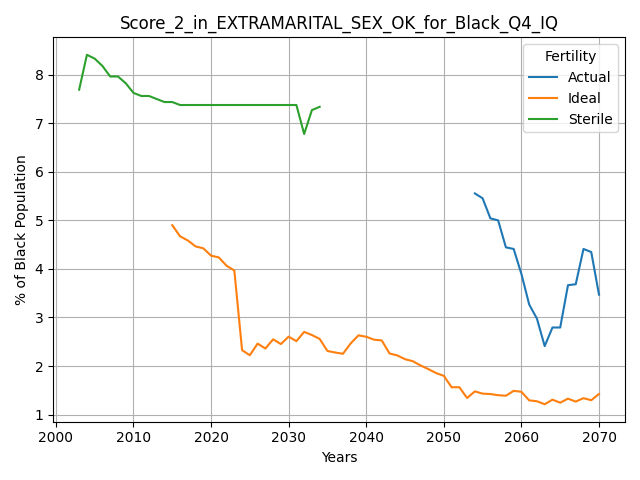 Score_2_in_EXTRAMARITAL_SEX_OK_for_Black_Q4_IQ
% of Black Population
8
7
6
5
4
3
2
1
Fertility
Actual
Ideal
Sterile
2000 2010 2020 2030 2040 2050 2060 2070
Years